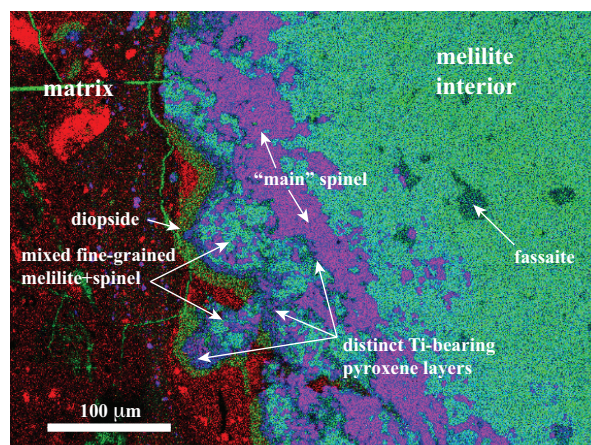 melilite
interior
matrix
“main” spinel
diopside
mixed fine-grained
melilite+spinel
fassaite
distinct Ti-bearing
pyroxene layers
100 μm